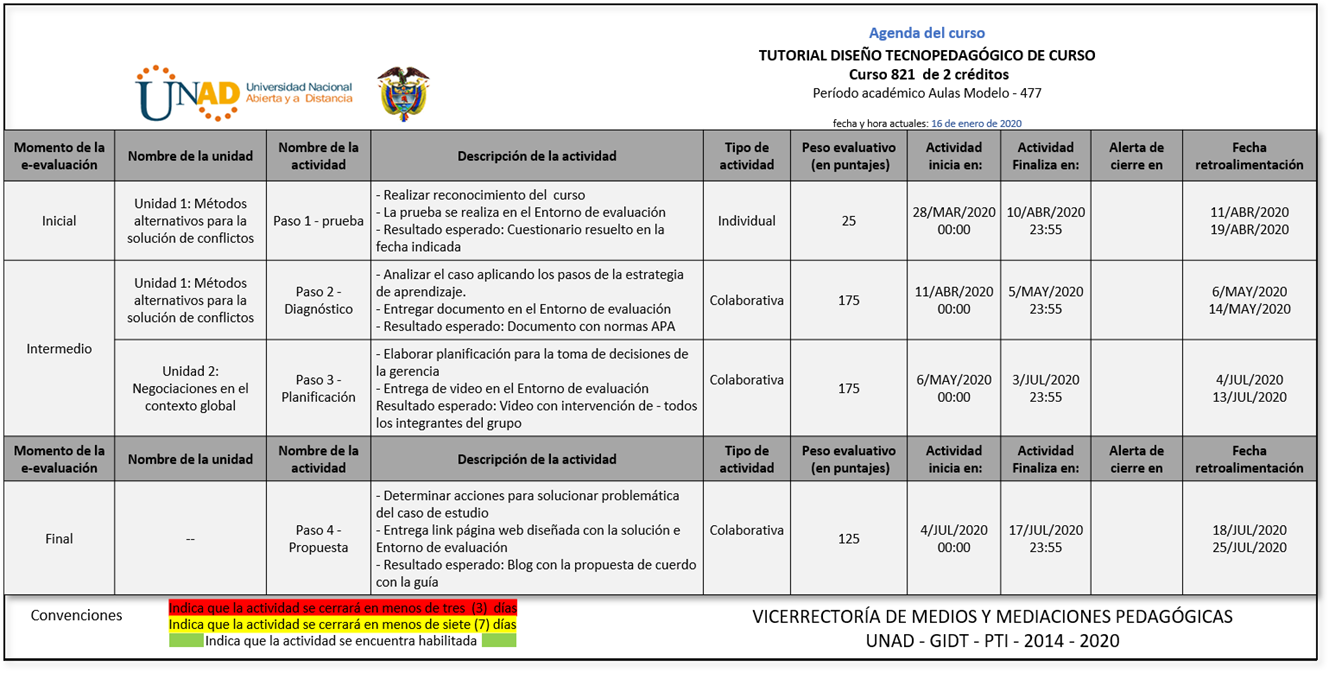 Agenda del curso
TUTORIAL DISEÑO TECNOPEDAGÓGICO DE CURSO
Curso 821 de 2 créditos
Período académico Aulas Modelo - 477
fecha y hora actuales: 16 de enero de 2020
UNAD
Universidad Nacional
Abierta y a Distancia
Momento de la
e-evaluación
Nombre de la unidad
Nombre de la
actividad
Descripción de la actividad
Tipo de
actividad
Peso evaluativo
(en puntajes)
Actividad
inicia en:
Actividad
Finaliza en:
Alerta de
cierre en
Fecha
retroalimentación
Inicial
Unidad 1: Métodos
alternativos para la
solución de conflictos
Paso 1 - prueba
- Realizar reconocimiento del curso
- La prueba se realiza en el Entorno de evaluación
- Resultado esperado: Cuestionario resuelto en la
fecha indicada
Individual
25
28/MAR/2020
00:00
10/ABR/2020
23:55
11/ABR/2020
19/ABR/2020
Intermedio
Unidad 1: Métodos
alternativos para la
solución de conflictos
Paso 2 -
Diagnóstico
- Analizar el caso aplicando los pasos de la estrategia
de aprendizaje.
- Entregar documento en el Entorno de evaluación
- Resultado esperado: Documento con normas APA
Colaborativa
175
11/ABR/2020
00:00
5/MAY/2020
23:55
6/MAY/2020
14/MAY/2020
Unidad 2:
Negociaciones en el
contexto global
Paso 3 -
Planificación
- Elaborar planificación para la toma de decisiones de
la gerencia
- Entrega de video en el Entorno de evaluación
Resultado esperado: Video con intervención de - todos
los integrantes del grupo
Colaborativa
175
6/MAY/2020
00:00
3/JUL/2020
23:55
4/JUL/2020
13/JUL/2020
Momento de la
e-evaluación
Nombre de la unidad
Nombre de la
actividad
Descripción de la actividad
Tipo de
actividad
Peso evaluativo
(en puntajes)
Actividad
inicia en:
Actividad
Finaliza en:
Alerta de
cierre en
Fecha
retroalimentación
Final
--
Paso 4 -
Propuesta
- Determinar acciones para solucionar problemática
del caso de estudio
- Entrega link página web diseñada con la solución e
Entorno de evaluación
- Resultado esperado: Blog con la propuesta de cuerdo
con la guía
Colaborativa
125
4/JUL/2020
00:00
17/JUL/2020
23:55
18/JUL/2020
25/JUL/2020
Convenciones
Indica que la actividad se cerrará en menos de tres (3) días
Indica que la actividad se cerrará en menos de siete (7) días
Indica que la actividad se encuentra habilitada
VICERRECTORÍA DE MEDIOS Y MEDIACIONES PEDAGÓGICAS
UNAD - GIDT - PTI - 2014 - 2020